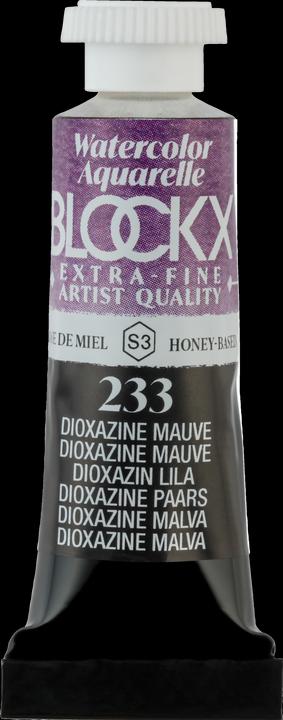 Watercolor
Aquarelle
BLOCKX
EXTRA-FINE
ARTIST QUALITY
DE MIEL S3 HONEY-BASED
233
DIOXAZINE MAUVE
DIOXAZINE MAUVE
DIOXAZIN LILA
DIOXAZINE PAARS
DIOXAZINE MALVA
DIOXAZINE MALVA